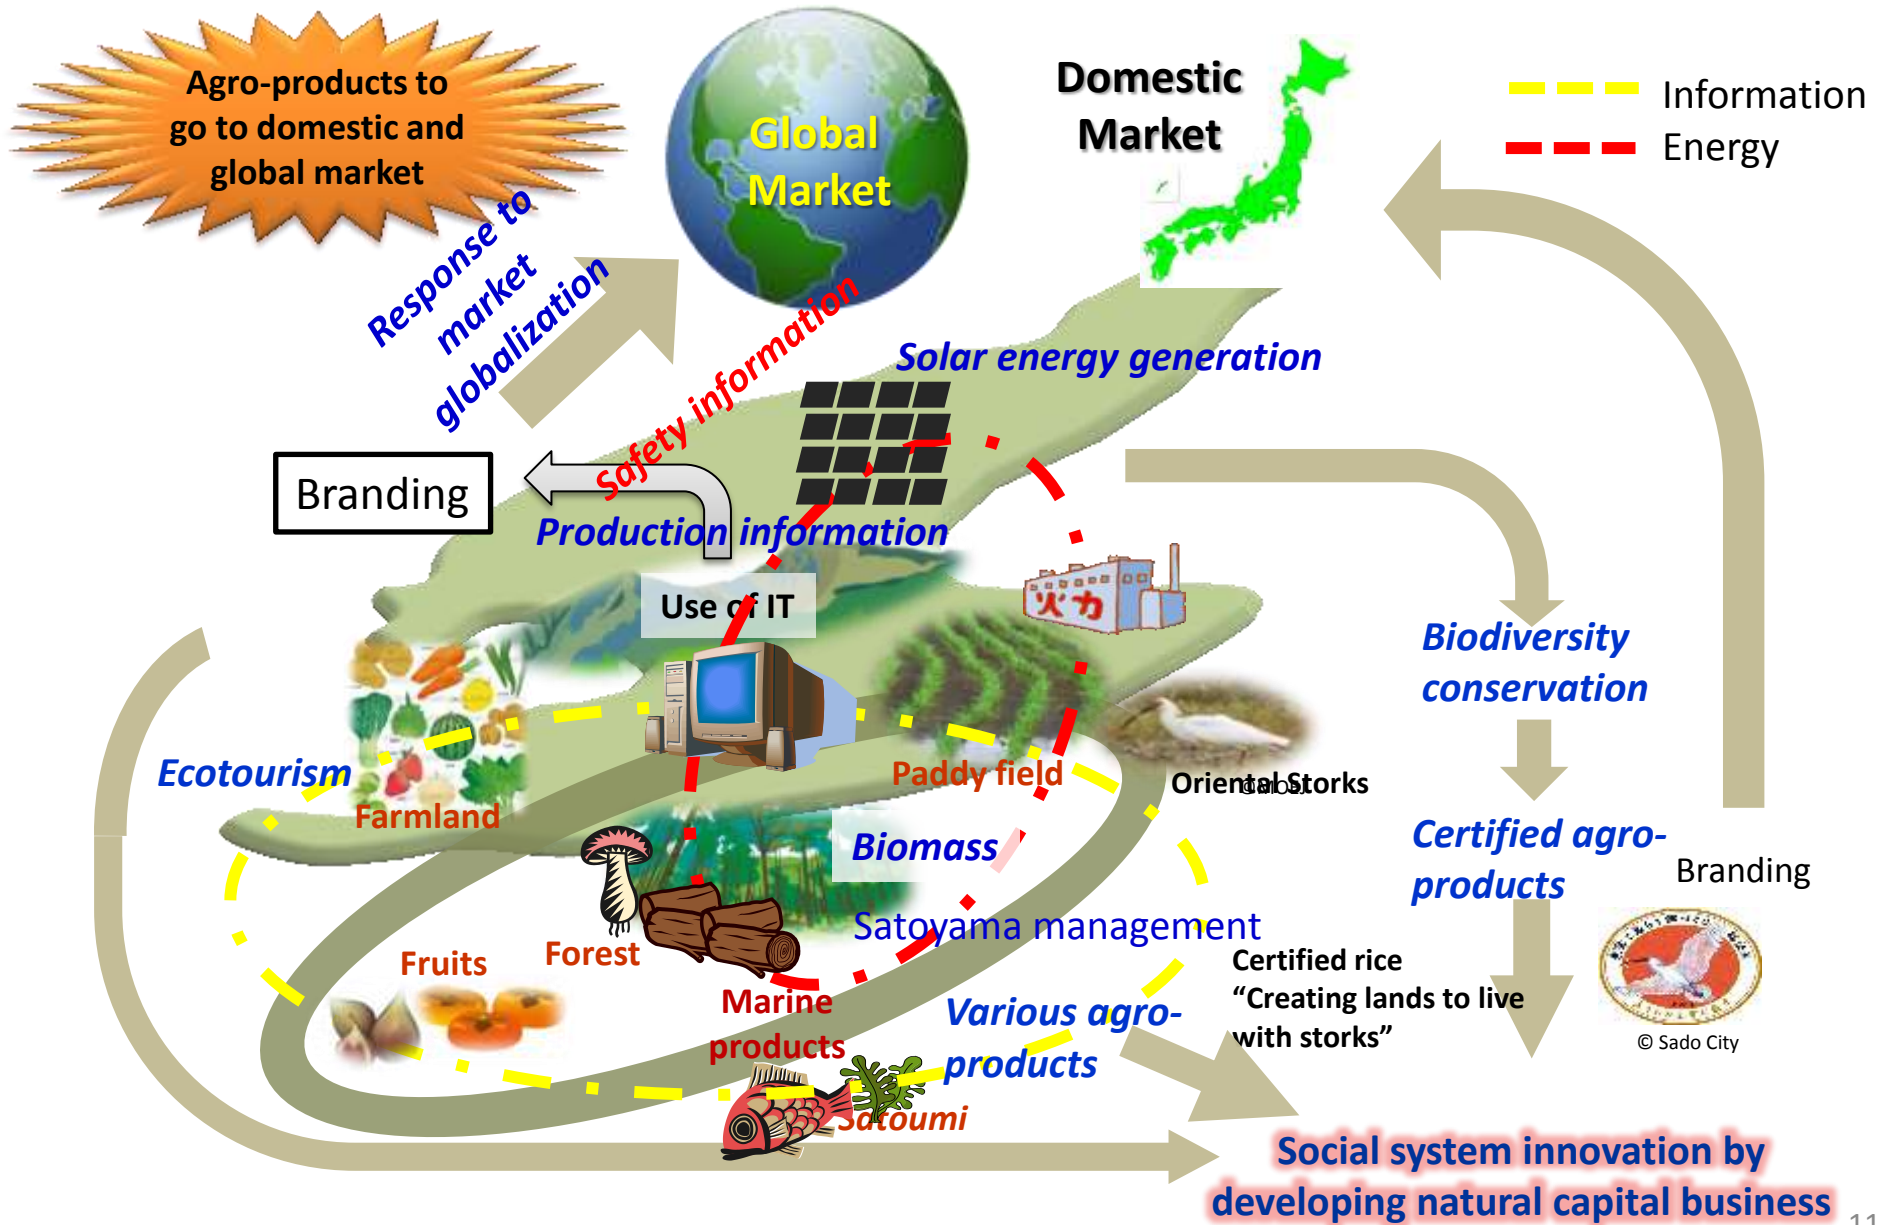 Agro-products to
go to domestic and
global market
Global
Market
Domestic
Market
Information
Energy
Response to
market
globalization
Safety information
Solar energy generation
Branding
Production information
Use of IT
火力
Biodiversity
conservation
Ecotourism
Farmland
Paddy field
Oriental Storks
Biomass
Certified agro-
products
Branding
Satoyama management
Forest
Fruits
Certified rice
“Creating lands to live
with storks”
Marine
products
Various agro-
products
© Sado City
Satoumi
Social system innovation by
developing natural capital business
11